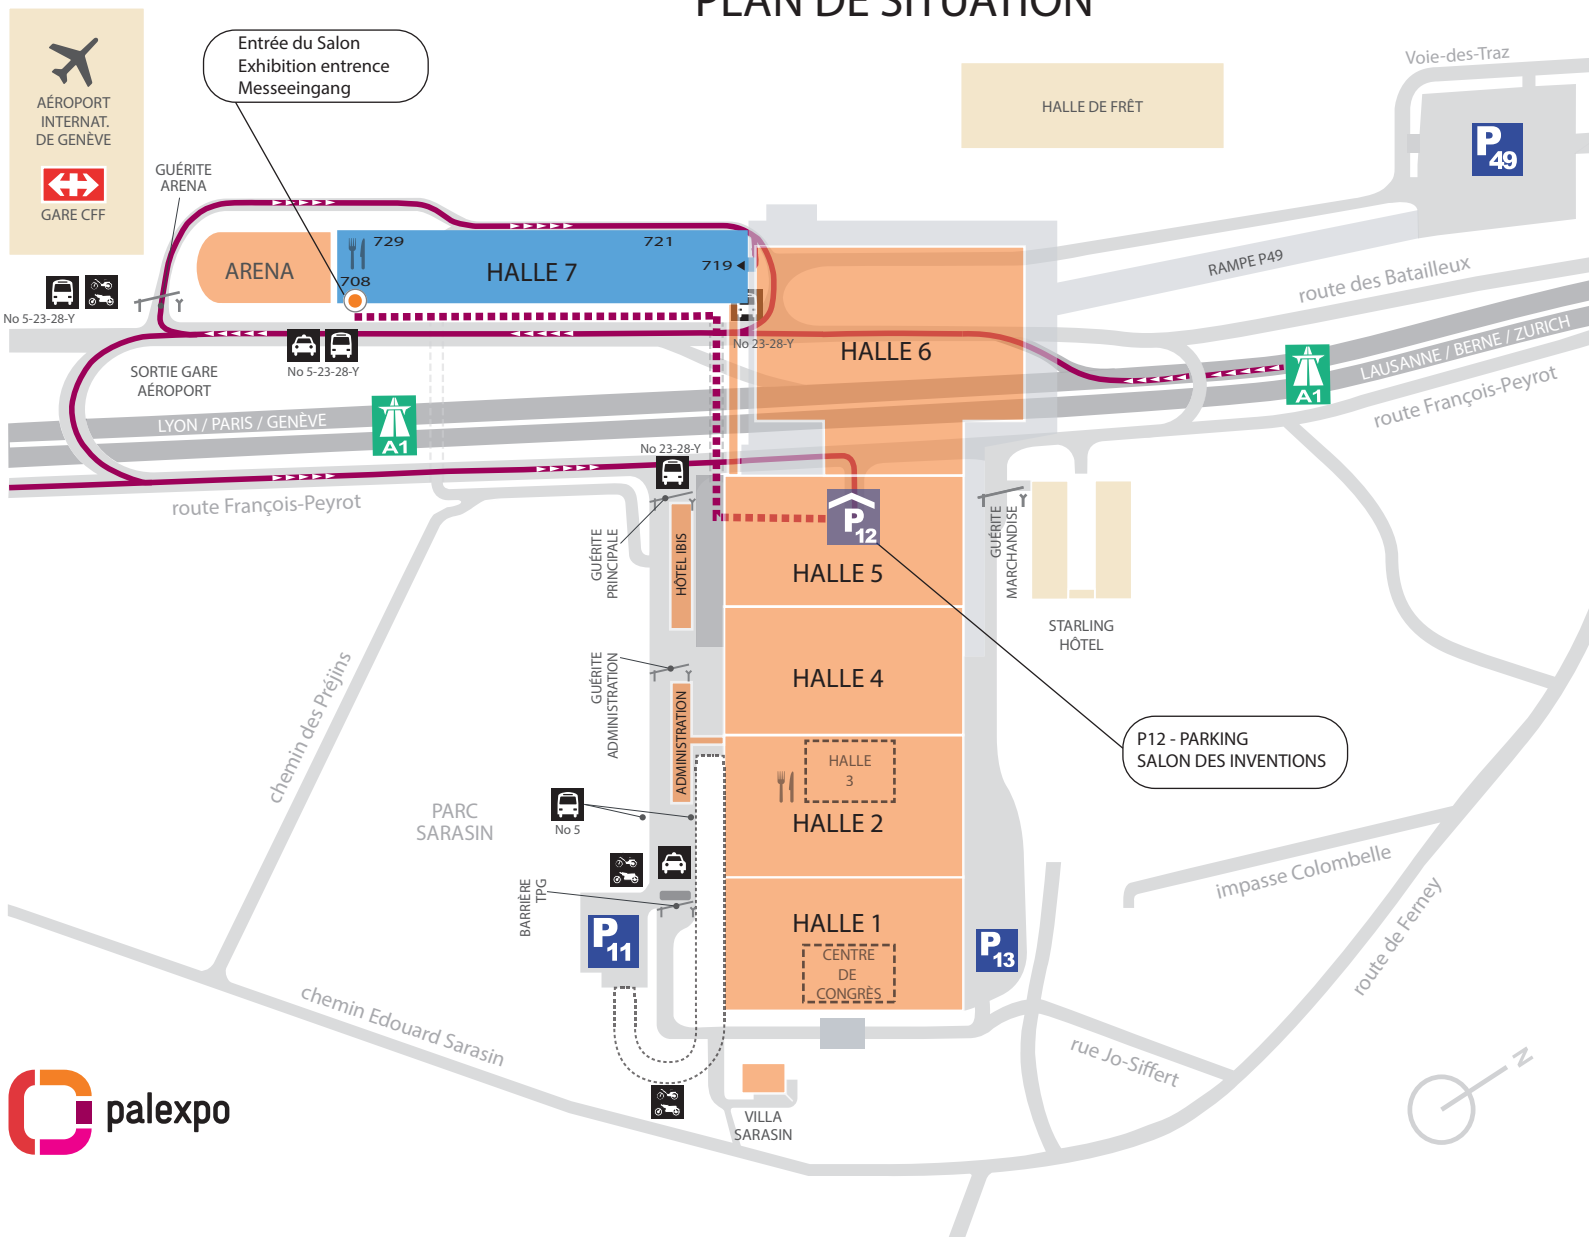 PLAN DE SITUATION
AÉROPORT
INTERNAT.
DE GENÈVE
GARE CFF
Entrée du Salon
Exhibition entrence
Messeeingang
GUÉRITE
ARENA
HALLE DE FRÊT
Voie-des-Traz
P
49
ARENA
729
721
719
708
HALLE 7
No 5-23-28-Y
No 5-23-28-Y
No 23-28-Y
SORTIE GARE
AÉROPORT
HALLE 6
RAMPE P49
route des Batailleux
LAUSANNE / BERNE / ZURICH
A1
route François-Peyrot
LYON / PARIS / GENÈVE
A1
No 23-28-Y
route François-Peyrot
GUÉRITE
PRINCIPALE
HÔTEL IBIS
P
12
HALLE 5
GUÉRITE
MARCHANDISE
STARLING
HÔTEL
GUÉRITE
ADMINISTRATION
ADMINISTRATION
HALLE 4
chemin des Préjins
P12 - PARKING
SALON DES INVENTIONS
HALLE
3
HALLE 2
PARC
SARASIN
No 5
BARRIÈRE
TPG
P
11
HALLE 1
CENTRE
DE
CONGRÈS
P
13
impasse Colombelle
route de Ferney
chemin Edouard Sarasin
rue Jo-Siffert
VILLA
SARASIN
palexpo
N